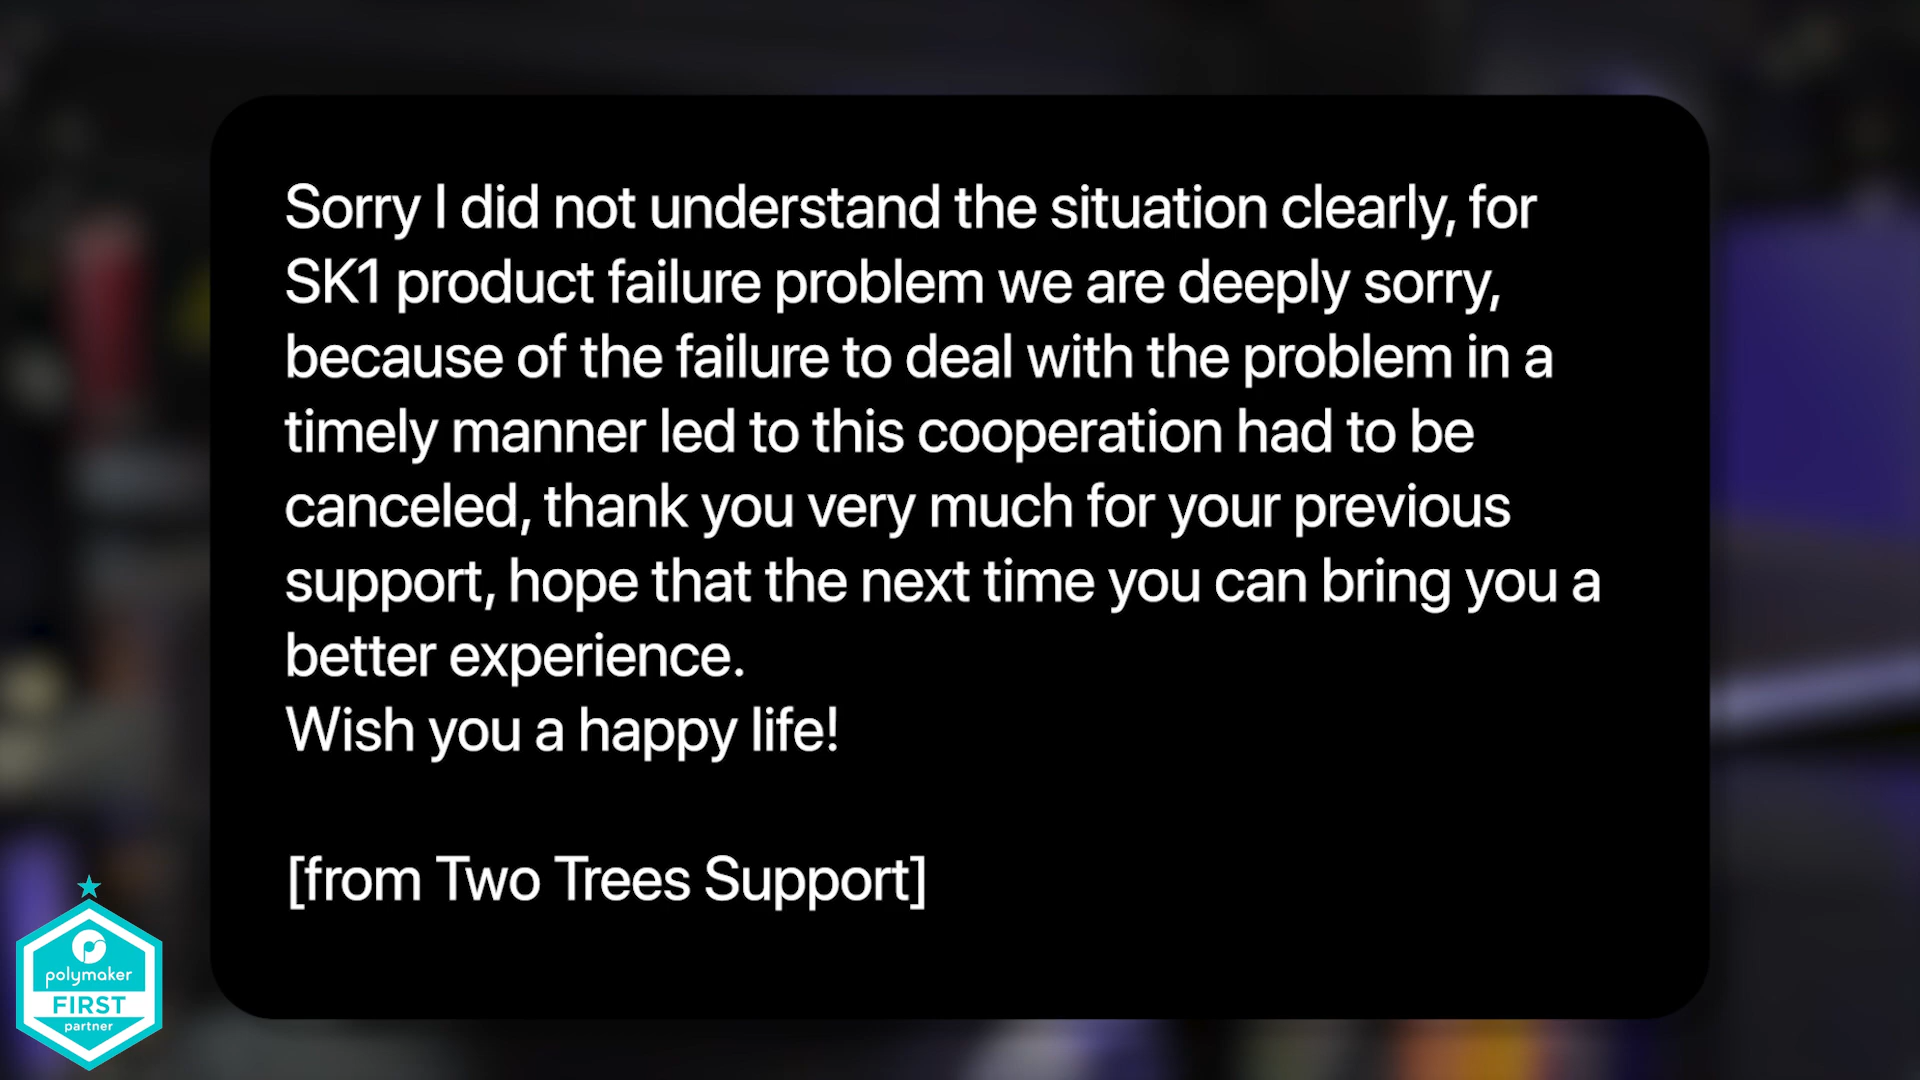 Sorry I did not understand the situation clearly, for
SK1 product failure problem we are deeply sorry,
because of the failure to deal with the problem in a
timely manner led to this cooperation had to be
canceled, thank you very much for your previous
support, hope that the next time you can bring you a
better experience.
Wish you a happy life!
[from Two Trees Support]
polymaker
FIRST
partner